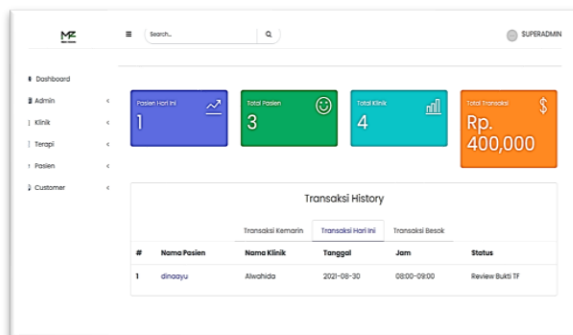 MZ
Search...
SUPERADMIN
Dashboard
Admin
Klinik
Terapi
Pasien
Customer
Pasien Hari Ini
1
Total Pasien
3
Total Klinik
4
Total Transaksi
Rp.
400,000
Transaksi History
Transaksi Kemarin Transaksi Hari Ini Transaksi Besok
# Nama Pasien Nama Klinik Tanggal Jam Status
1 dinaayu Alwahida 2021-08-30 08:00-09:00 Review Bukti TF